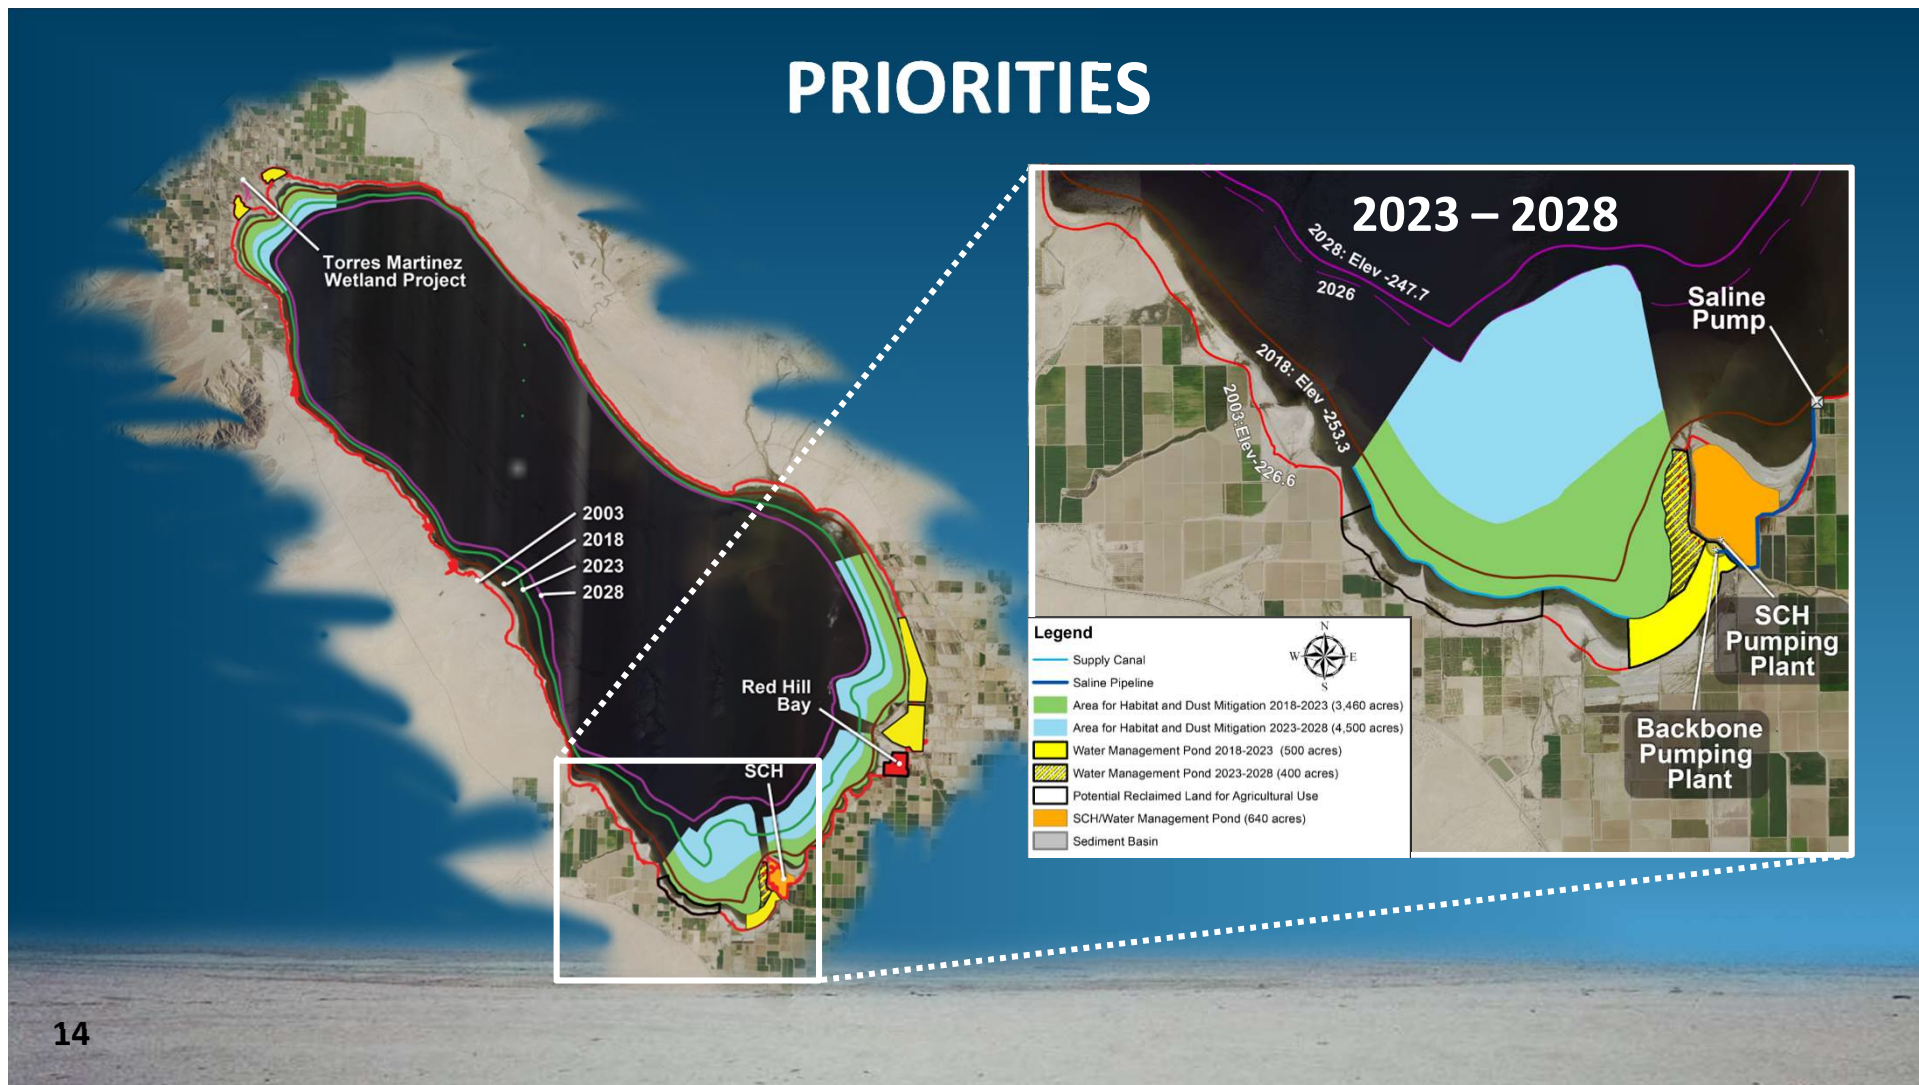 PRIORITIES
Torres Martinez
Wetland Project
2003
2018
2023
2028
Red Hill
Bay
SCH
2023 – 2028
2028: Elev -247.7
2026
2018: Elev -253.3
2003:Elev-226.6
Saline
Pump
SCH
Pumping
Plant
Backbone
Pumping
Plant
Legend
N
W E
S
Supply Canal
Saline Pipeline
Area for Habitat and Dust Mitigation 2018-2023 (3,460 acres)
Area for Habitat and Dust Mitigation 2023-2028 (4,500 acres)
Water Management Pond 2018-2023 (500 acres)
Water Management Pond 2023-2028 (400 acres)
Potential Reclaimed Land for Agricultural Use
SCH/Water Management Pond (640 acres)
Sediment Basin
14